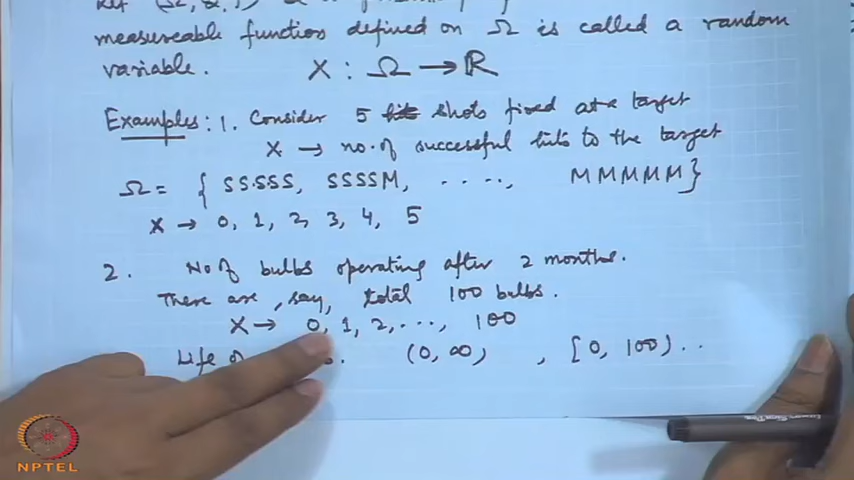 measureable function defined on Ω is called a random
variable. X : Ω → ℝ
Examples: 1. Consider 5 shots fired at a target
X → no. of successful hits to the target
Ω = { SSSSS, SSSSM, ....., MMMMM }
X → 0, 1, 2, 3, 4, 5
2. No of bulbs operating after 2 months.
There are, say, total 100 bulbs.
X → 0, 1, 2, ..., 100
Life of (0, ∞) , [0, 100) ..
NPTEL